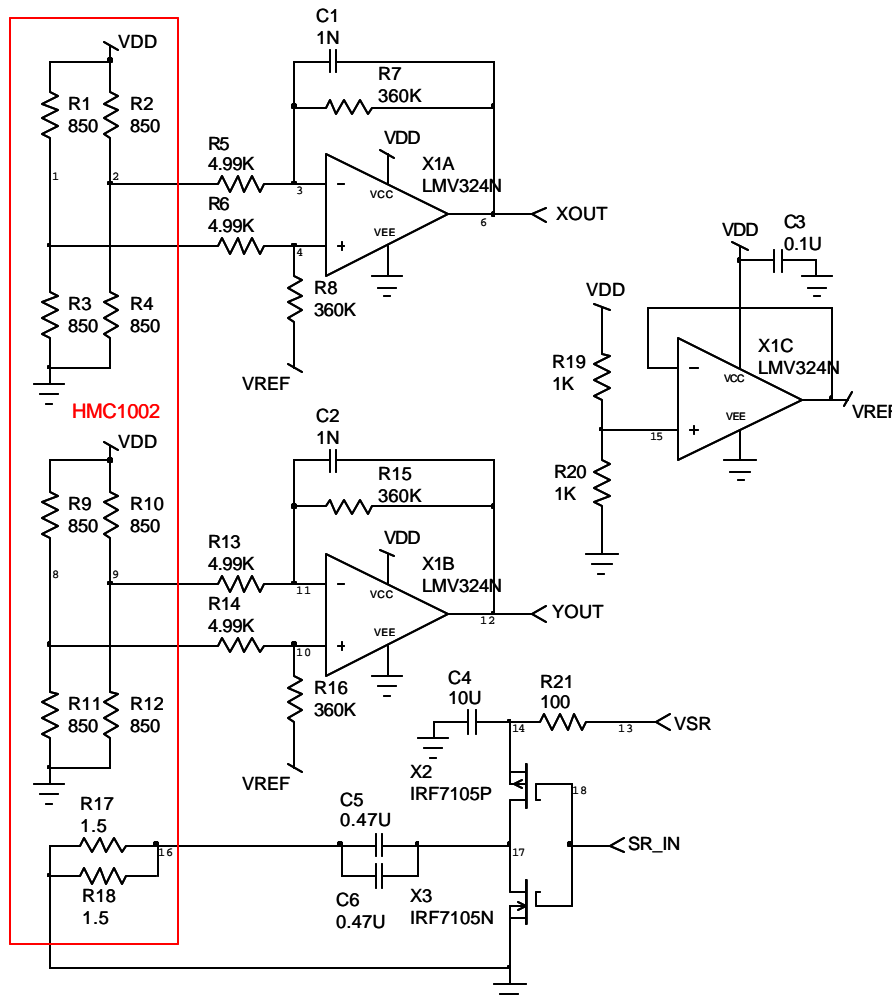 C1
1N
VDD
R1
850
R2
850
R7
360K
VDD
R5
4.99K
X1A
LMV324N
1
2
3
VCC
R6
4.99K
6
XOUT
VEE
4
VDD
C3
0.1U
R3
850
R4
850
R8
360K
VDD
X1C
LMV324N
VREF
R19
1K
VCC
HMC1002
C2
1N
VEE
VREF
15
VDD
R9
850
R10
850
R15
360K
R20
1K
VDD
R13
4.99K
X1B
LMV324N
8
9
11
VCC
R14
4.99K
12
YOUT
VEE
10
R11
850
R12
850
R16
360K
C4
10U
R21
100
14
13
VSR
VREF
X2
IRF7105P
18
R17
1.5
C5
0.47U
16
17
SR_IN
R18
1.5
C6
0.47U
X3
IRF7105N